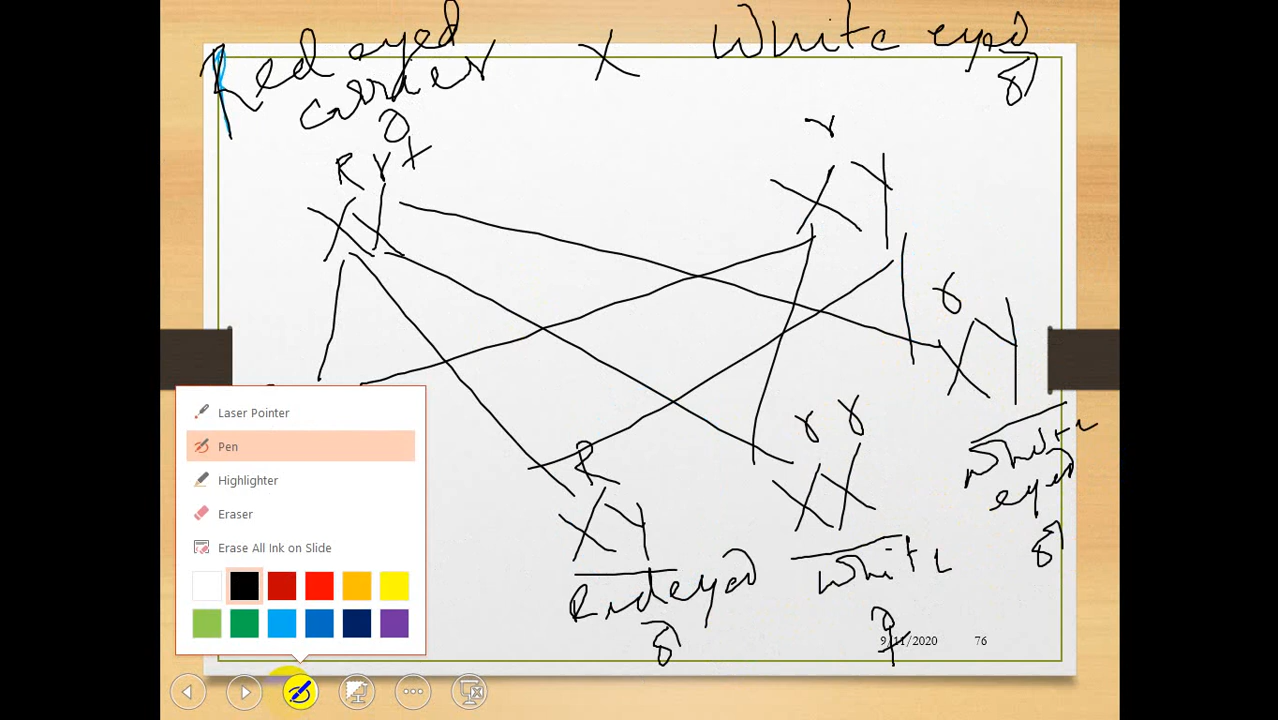 Red eyed X White eyed
carrier
R r
X X
r
X Y
r
X Y
White
eyed
r r
X X
White
R
X Y
Red eyed
Laser Pointer
Pen
Highlighter
Eraser
Erase All Ink on Slide
9/11/2020 76